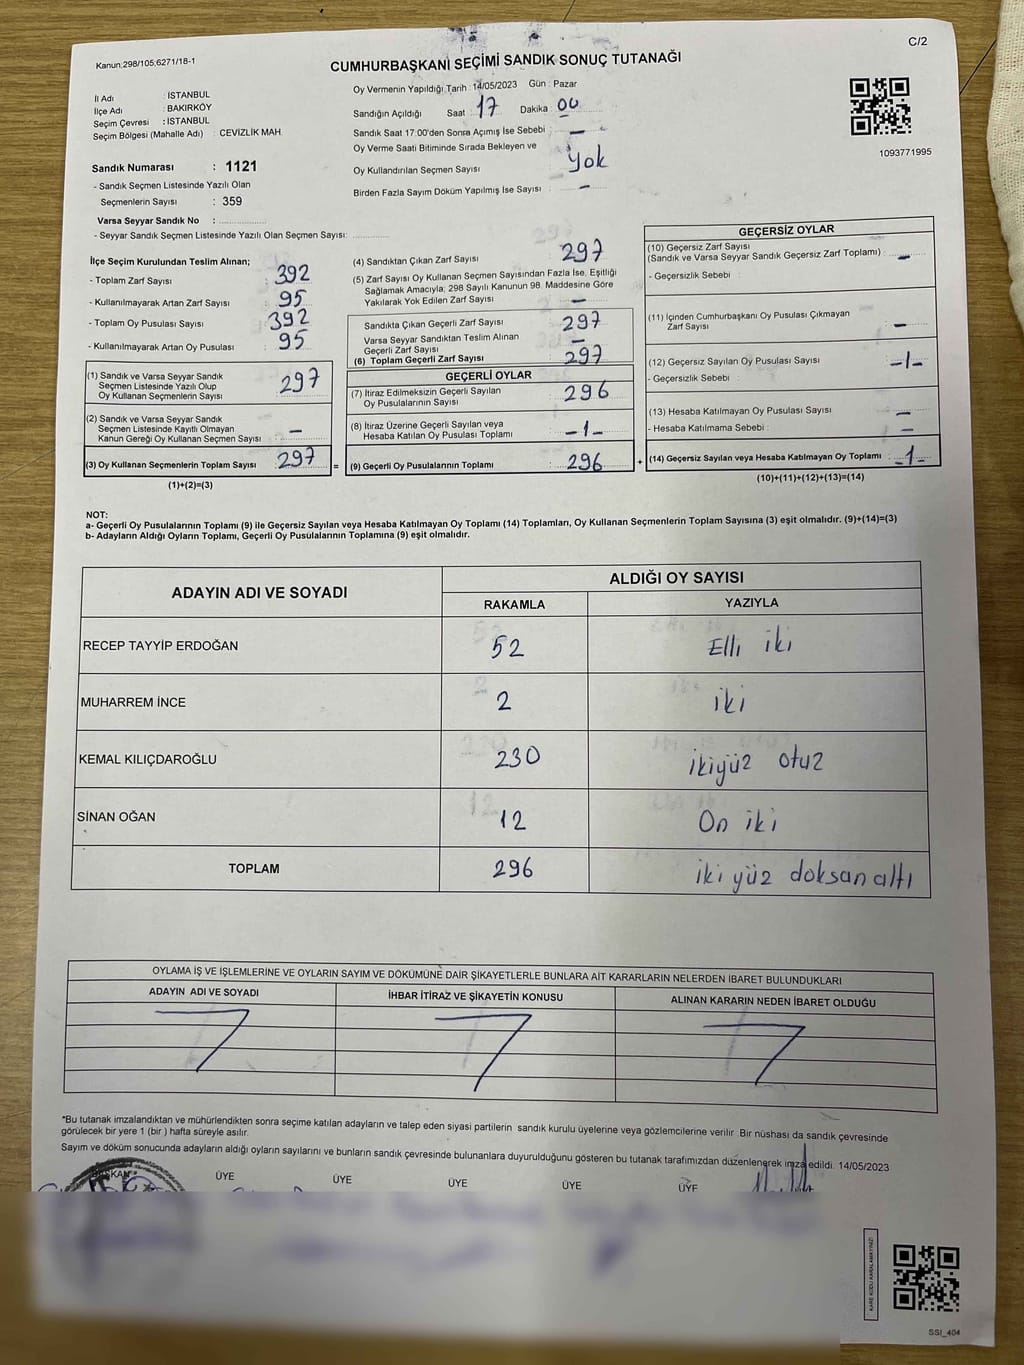 C/2
Kanun;298/105;6271/18-1
CUMHURBAŞKANI SEÇİMİ SANDIK SONUÇ TUTANAĞI
İl Adı : İSTANBUL
İlçe Adı : BAKIRKÖY
Seçim Çevresi : İSTANBUL
Seçim Bölgesi (Mahalle Adı) : CEVİZLİK MAH.
Sandık Numarası : 1121
- Sandık Seçmen Listesinde Yazılı Olan
Seçmenlerin Sayısı : 359
Varsa Seyyar Sandık No :
- Seyyar Sandık Seçmen Listesinde Yazılı Olan Seçmen Sayısı:
Oy Vermenin Yapıldığı Tarih : 14/05/2023 Gün : Pazar
Sandığın Açıldığı Saat : 17 Dakika : 00
Sandık Saat 17:00'den Sonra Açılmış İse Sebebi : —
Oy Verme Saati Bitiminde Sırada Bekleyen ve
Oy Kullandırılan Seçmen Sayısı : Yok
Birden Fazla Sayım Döküm Yapılmış İse Sayısı : —
1093771995
İlçe Seçim Kurulundan Teslim Alınan;
- Toplam Zarf Sayısı : 392
- Kullanılmayarak Artan Zarf Sayısı : 95
- Toplam Oy Pusulası Sayısı : 392
- Kullanılmayarak Artan Oy Pusulası : 95
(1) Sandık ve Varsa Seyyar Sandık
Seçmen Listesinde Yazılı Olup
Oy Kullanan Seçmenlerin Sayısı : 297
(2) Sandık ve Varsa Seyyar Sandık
Seçmen Listesinde Kayıtlı Olmayan
Kanun Gereği Oy Kullanan Seçmen Sayısı : —
(3) Oy Kullanan Seçmenlerin Toplam Sayısı : 297
(1)+(2)=(3)
(4) Sandıktan Çıkan Zarf Sayısı : 297
(5) Zarf Sayısı Oy Kullanan Seçmen Sayısından Fazla İse, Eşitliği
Sağlamak Amacıyla; 298 Sayılı Kanunun 98. Maddesine Göre
Yakılarak Yok Edilen Zarf Sayısı : —
Sandıkta Çıkan Geçerli Zarf Sayısı : 297
Varsa Seyyar Sandıktan Teslim Alınan
Geçerli Zarf Sayısı : —
(6) Toplam Geçerli Zarf Sayısı : 297
GEÇERLİ OYLAR
(7) İtiraz Edilmeksizin Geçerli Sayılan
Oy Pusulalarının Sayısı : 296
(8) İtiraz Üzerine Geçerli Sayılan veya
Hesaba Katılan Oy Pusulası Toplamı : -1-
= (9) Geçerli Oy Pusulalarının Toplamı : 296
GEÇERSİZ OYLAR
(10) Geçersiz Zarf Sayısı
(Sandık ve Varsa Seyyar Sandık Geçersiz Zarf Toplamı) : —
- Geçersizlik Sebebi :
(11) İçinden Cumhurbaşkanı Oy Pusulası Çıkmayan
Zarf Sayısı : —
(12) Geçersiz Sayılan Oy Pusulası Sayısı : -1-
- Geçersizlik Sebebi :
(13) Hesaba Katılmayan Oy Pusulası Sayısı : —
- Hesaba Katılmama Sebebi : —
+ (14) Geçersiz Sayılan veya Hesaba Katılmayan Oy Toplamı : -1-
(10)+(11)+(12)+(13)=(14)
NOT:
a- Geçerli Oy Pusulalarının Toplamı (9) ile Geçersiz Sayılan veya Hesaba Katılmayan Oy Toplamı (14) Toplamları, Oy Kullanan Seçmenlerin Toplam Sayısına (3) eşit olmalıdır. (9)+(14)=(3)
b- Adayların Aldığı Oyların Toplamı, Geçerli Oy Pusulalarının Toplamına (9) eşit olmalıdır.
ADAYIN ADI VE SOYADI ALDIĞI OY SAYISI
RAKAMLA YAZIYLA
RECEP TAYYİP ERDOĞAN 52 Elli iki
MUHARREM İNCE 2 iki
KEMAL KILIÇDAROĞLU 230 ikiyüz otuz
SİNAN OĞAN 12 On iki
TOPLAM 296 iki yüz doksan altı
OYLAMA İŞ VE İŞLEMLERİNE VE OYLARIN SAYIM VE DÖKÜMÜNE DAİR ŞİKAYETLERLE BUNLARA AİT KARARLARIN NELERDEN İBARET BULUNDUKLARI
ADAYIN ADI VE SOYADI İHBAR İTİRAZ VE ŞİKAYETİN KONUSU ALINAN KARARIN NEDEN İBARET OLDUĞU
*Bu tutanak imzalandıktan ve mühürlendikten sonra seçime katılan adayların ve talep eden siyasi partilerin sandık kurulu üyelerine veya gözlemcilerine verilir. Bir nüshası da sandık çevresinde
görülecek bir yere 1 (bir ) hafta süreyle asılır.
Sayım ve döküm sonucunda adayların aldığı oyların sayılarını ve bunların sandık çevresinde bulunanlara duyurulduğunu gösteren bu tutanak tarafımızdan düzenlenerek imza edildi. 14/05/2023
BAŞKAN ÜYE ÜYE ÜYE ÜYE ÜYE
KARE KODU KARALAMAYINIZ!
SSI_404